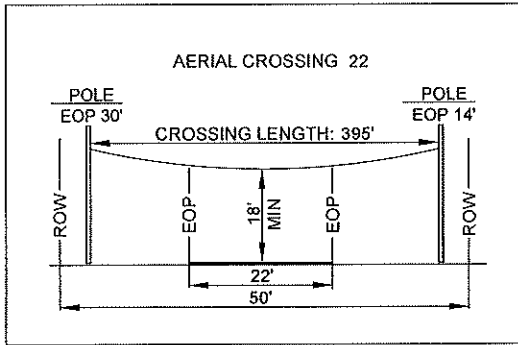 AERIAL CROSSING 22
POLE
EOP 30'
POLE
EOP 14'
CROSSING LENGTH: 395'
ROW
EOP
18'
MIN
EOP
ROW
22'
50'